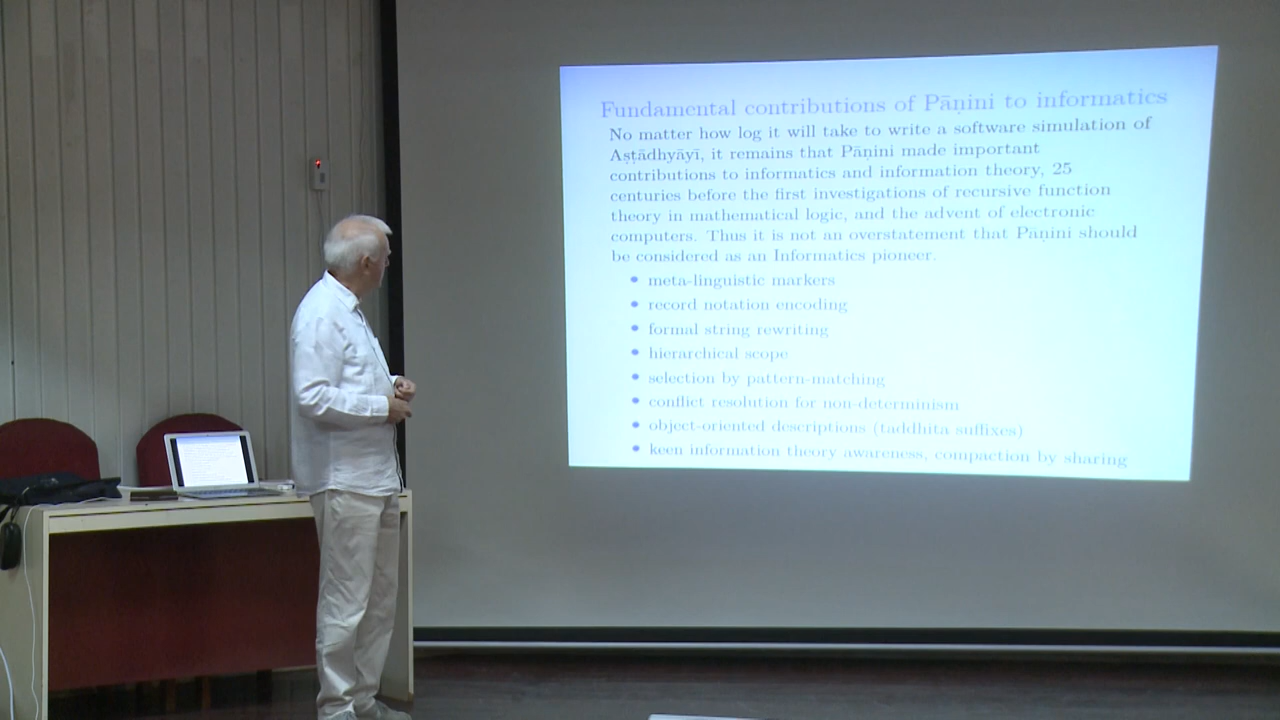 Fundamental contributions of Pāṇini to informatics
No matter how log it will take to write a software simulation of
Aṣṭādhyāyī, it remains that Pāṇini made important
contributions to informatics and information theory, 25
centuries before the first investigations of recursive function
theory in mathematical logic, and the advent of electronic
computers. Thus it is not an overstatement that Pāṇini should
be considered as an Informatics pioneer.
• meta-linguistic markers
• record notation encoding
• formal string rewriting
• hierarchical scope
• selection by pattern-matching
• conflict resolution for non-determinism
• object-oriented descriptions (taddhita suffixes)
• keen information theory awareness, compaction by sharing